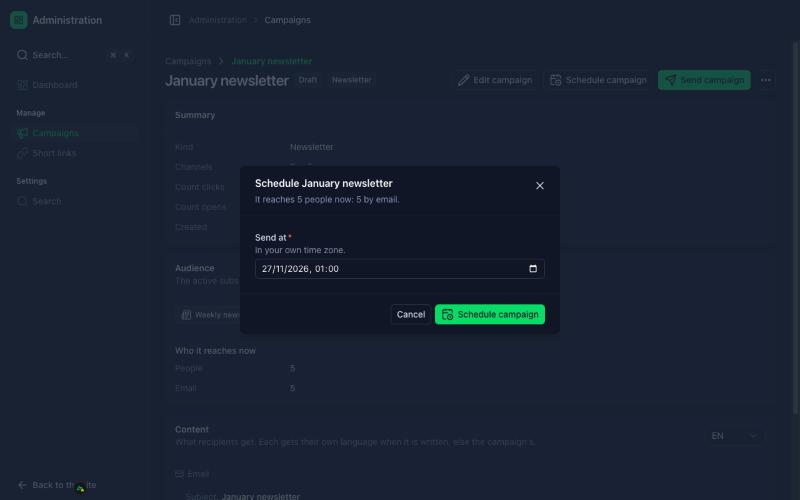 Administration
Administration > Campaigns
Search... ⌘ K
Dashboard
Manage
Campaigns
Short links
Settings
Search
Back to th
Campaigns > January newsletter
January newsletter Draft Newsletter Edit campaign Schedule campaign Send campaign
Summary
Kind Newsletter
Channels
Count clicks
Count opens
Created
Schedule January newsletter
It reaches 5 people now: 5 by email.
Send at*
In your own time zone.
27/11/2026, 01:00
Cancel Schedule campaign
Audience
The active subs
Weekly new
Who it reaches now
People 5
Email 5
Content
What recipients get. Each gets their own language when it is written, else the campaign's.
EN
Email
Subject January newsletter